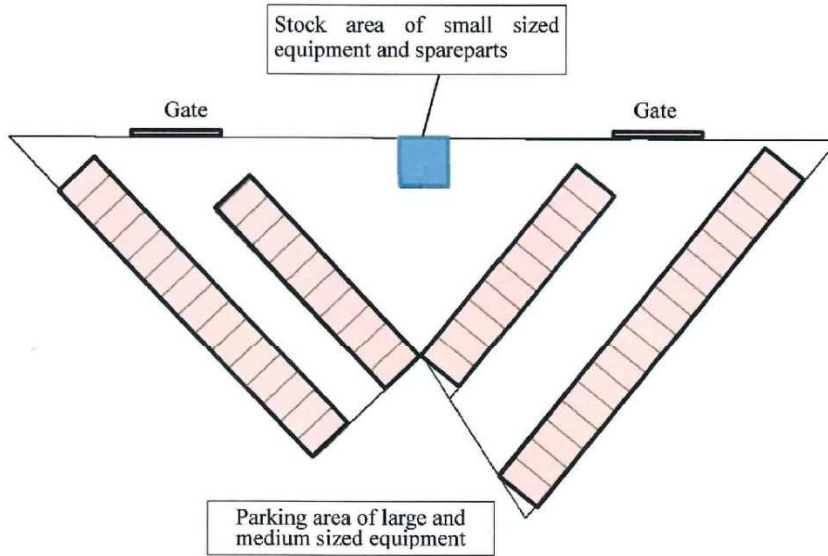 Stock area of small sized
equipment and spareparts
Gate
Gate
Parking area of large and
medium sized equipment